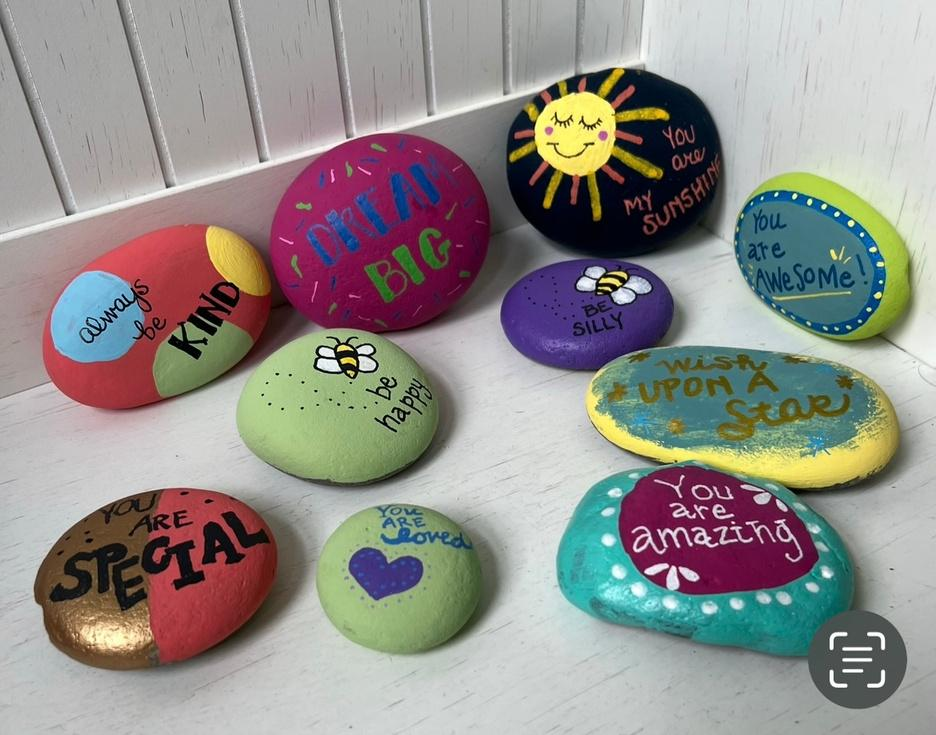 YOU
are
MY
SUNSHINE
DREAM
BIG
You
are
AWeSoMe!
always
be
KIND
BE
SILLY
be
happy
Wish
UPON A
Star
YOU
ARE
SPECIAL
YOU
ARE
loved
You
are
amazing